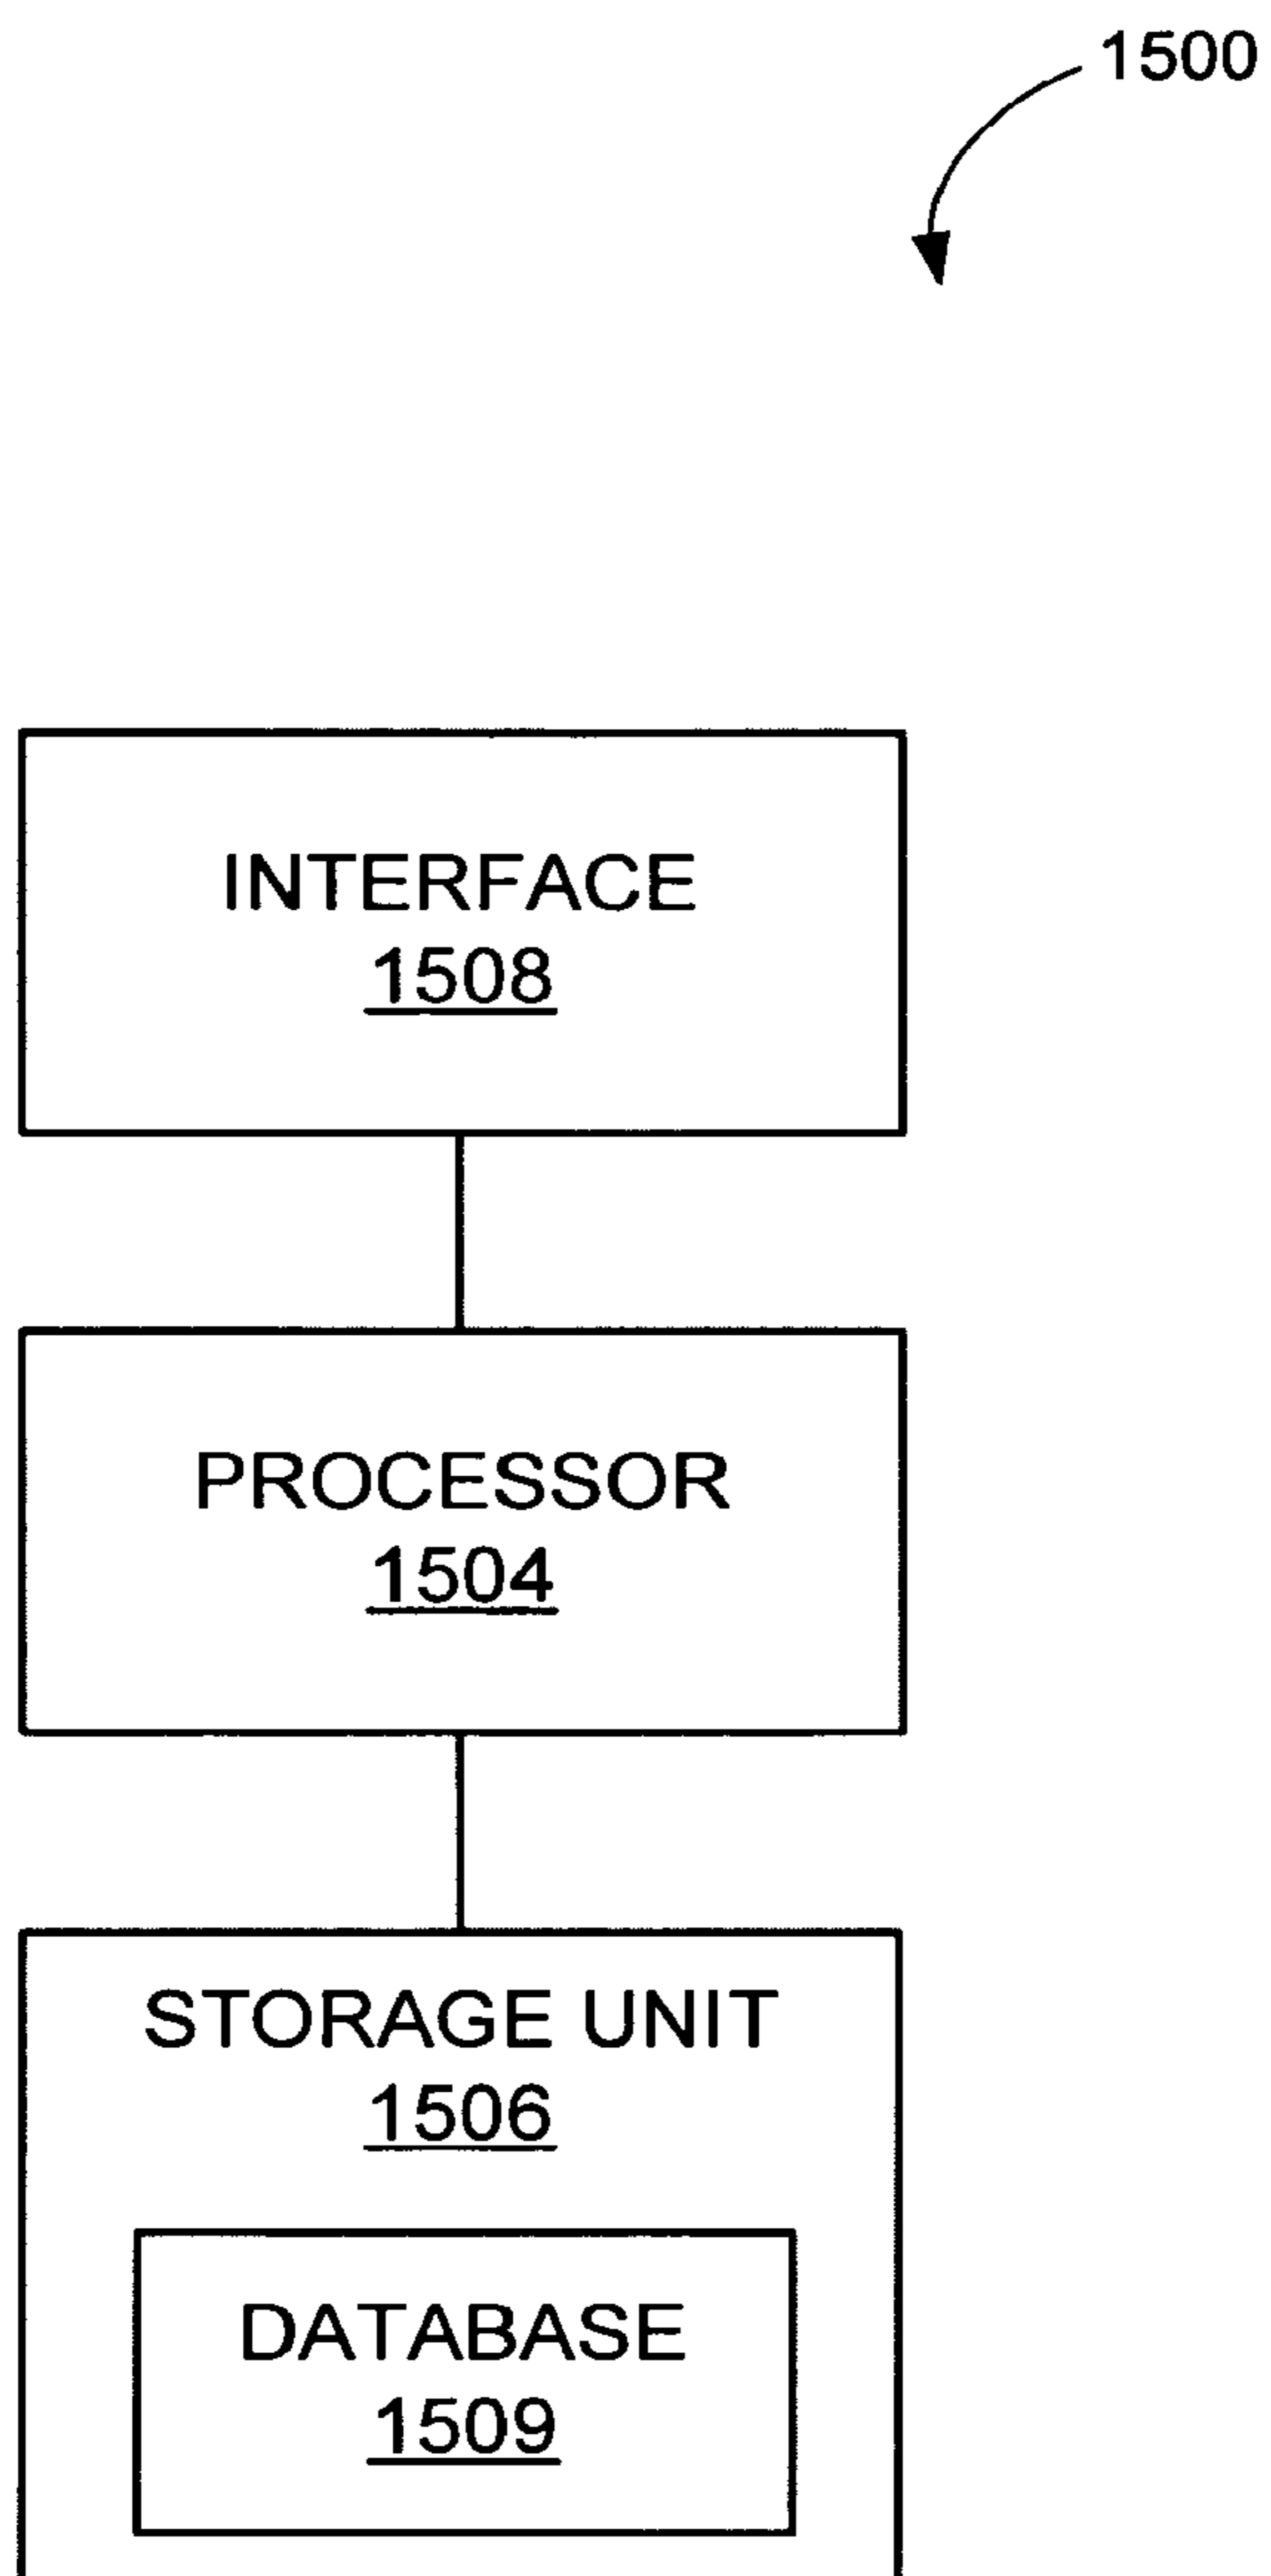 1500
INTERFACE
1508
PROCESSOR
1504
STORAGE UNIT
1506
DATABASE
1509